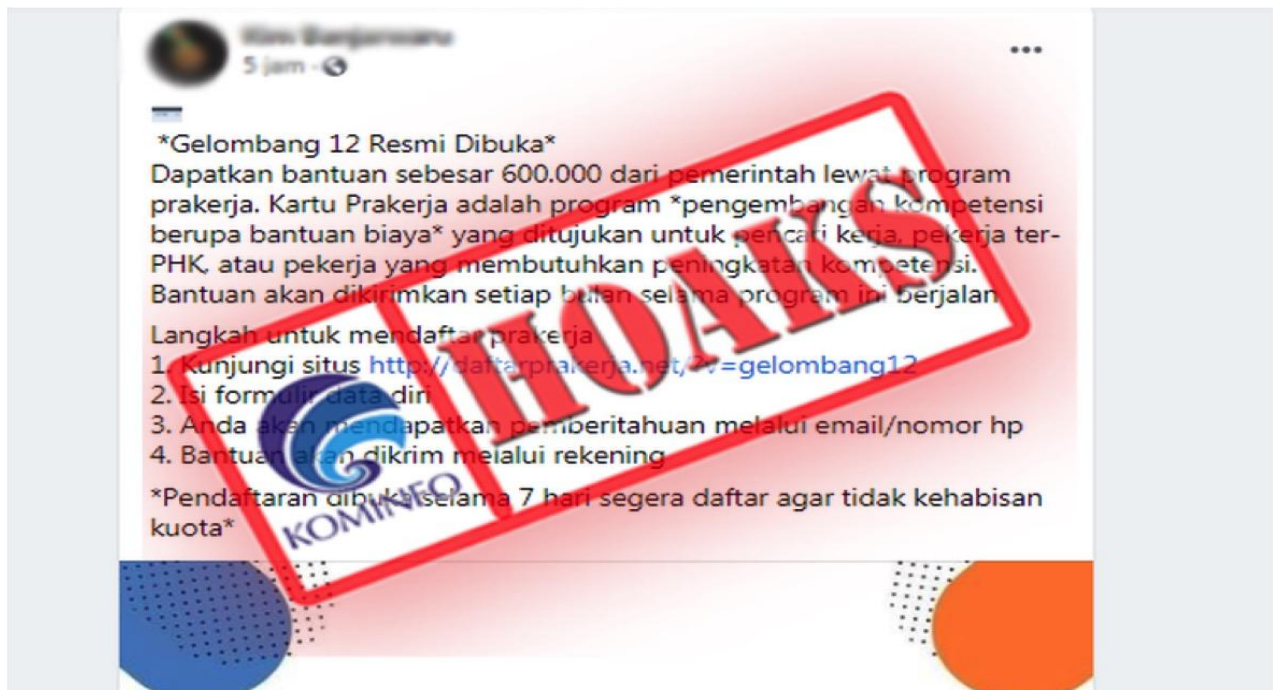 5 jam
*Gelombang 12 Resmi Dibuka*
Dapatkan bantuan sebesar 600.000 dari pemerintah lewat program
prakerja. Kartu Prakerja adalah program *pengembangan kompetensi
berupa bantuan biaya* yang ditujukan untuk pencari kerja, pekerja ter-
PHK, atau pekerja yang membutuhkan peningkatan kompetensi.
Bantuan akan dikirimkan setiap bulan selama program ini berjalan
Langkah untuk mendaftar prakerja
1. Kunjungi situs http://daftarprakerja.net/?v=gelombang12
2. Isi formulir data diri
3. Anda akan mendapatkan pemberitahuan melalui email/nomor hp
4. Bantuan akan dikrim melalui rekening
*Pendaftaran dibuka selama 7 hari segera daftar agar tidak kehabisan
kuota*
HOAKS
KOMINFO